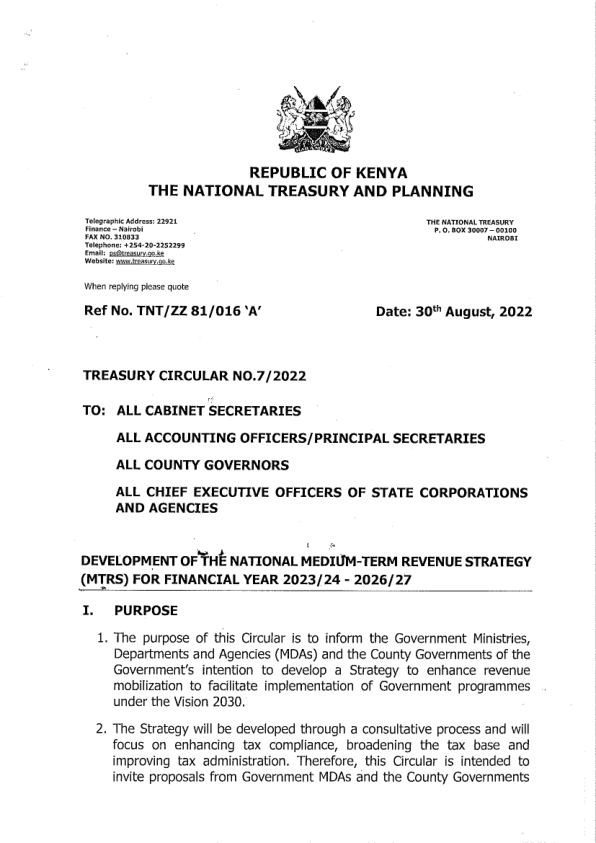 REPUBLIC OF KENYA
THE NATIONAL TREASURY AND PLANNING
Telegraphic Address: 22921
Finance – Nairobi
FAX NO. 310833
Telephone: +254-20-2252299
Email: ps@treasury.go.ke
Website: www.treasury.go.ke
THE NATIONAL TREASURY
P. O. BOX 30007 – 00100
NAIROBI
When replying please quote
Ref No. TNT/ZZ 81/016 ‘A’ Date: 30th August, 2022
TREASURY CIRCULAR NO.7/2022
TO: ALL CABINET SECRETARIES
ALL ACCOUNTING OFFICERS/PRINCIPAL SECRETARIES
ALL COUNTY GOVERNORS
ALL CHIEF EXECUTIVE OFFICERS OF STATE CORPORATIONS
AND AGENCIES
DEVELOPMENT OF THE NATIONAL MEDIUM-TERM REVENUE STRATEGY
(MTRS) FOR FINANCIAL YEAR 2023/24 - 2026/27
I. PURPOSE
1. The purpose of this Circular is to inform the Government Ministries,
Departments and Agencies (MDAs) and the County Governments of the
Government’s intention to develop a Strategy to enhance revenue
mobilization to facilitate implementation of Government programmes
under the Vision 2030.
2. The Strategy will be developed through a consultative process and will
focus on enhancing tax compliance, broadening the tax base and
improving tax administration. Therefore, this Circular is intended to
invite proposals from Government MDAs and the County Governments